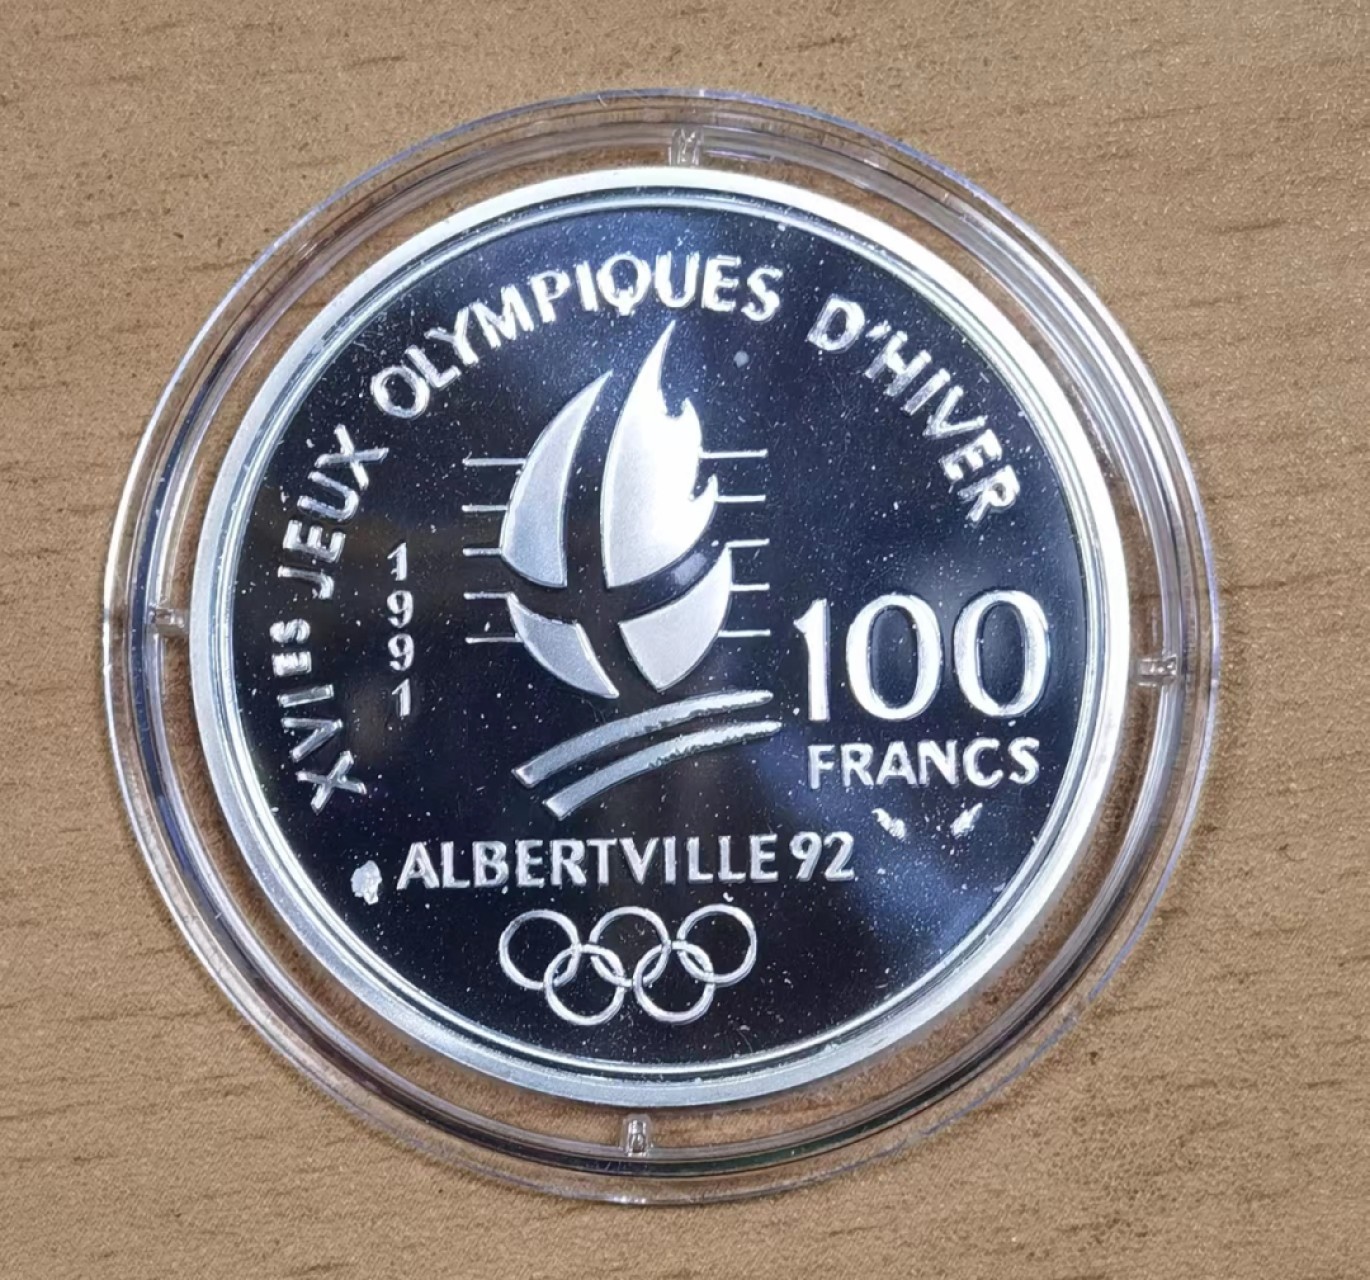 XVIES JEUX OLYMPIQUES D'HIVER
1991
100
FRANCS
ALBERTVILLE 92